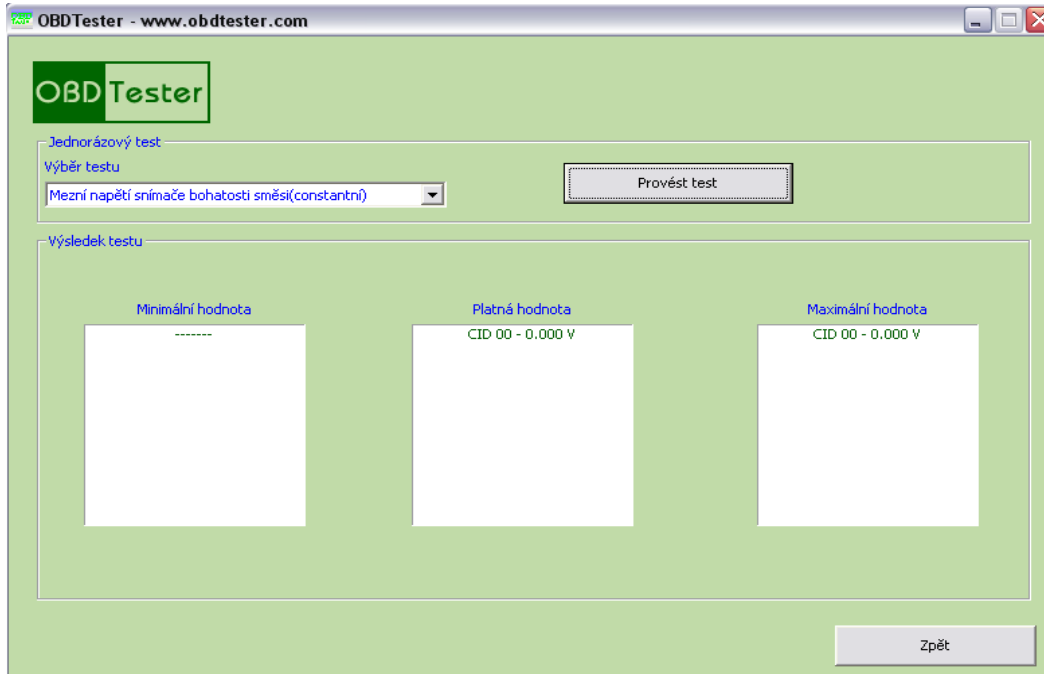 OBDTester - www.obdtester.com
OBD Tester
Jednorázový test
Výběr testu
Mezní napětí snímače bohatosti směsi(constantní)
Provést test
Výsledek testu
Minimální hodnota
Platná hodnota
Maximální hodnota
-------
CID 00 - 0.000 V
CID 00 - 0.000 V
Zpět